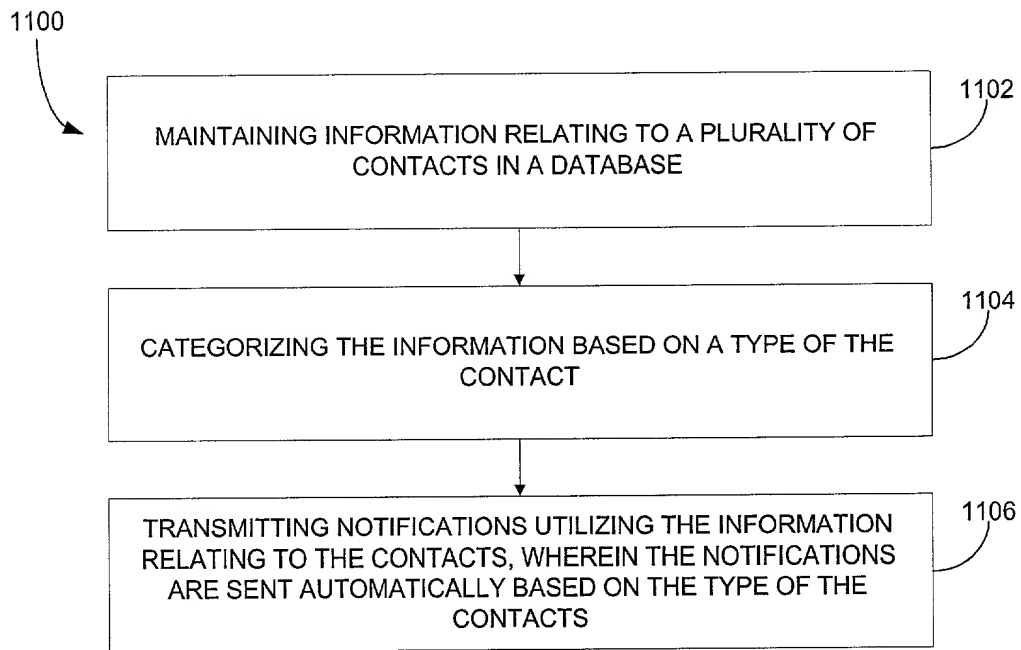 1100
1102
MAINTAINING INFORMATION RELATING TO A PLURALITY OF
CONTACTS IN A DATABASE
1104
CATEGORIZING THE INFORMATION BASED ON A TYPE OF THE
CONTACT
1106
TRANSMITTING NOTIFICATIONS UTILIZING THE INFORMATION
RELATING TO THE CONTACTS, WHEREIN THE NOTIFICATIONS
ARE SENT AUTOMATICALLY BASED ON THE TYPE OF THE
CONTACTS